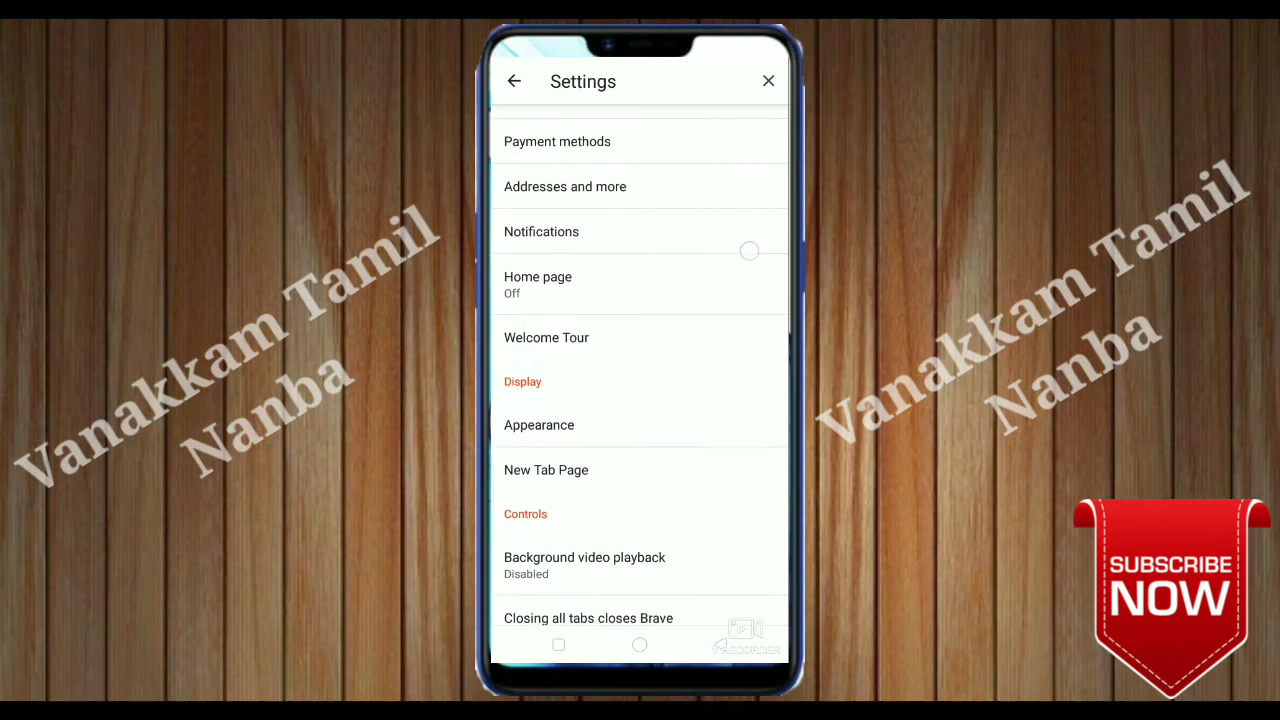 Settings
Payment methods
Addresses and more
Notifications
Home page
Off
Welcome Tour
Display
Appearance
New Tab Page
Controls
Background video playback
Disabled
Closing all tabs closes Brave
Vanakkam Tamil
Nanba
Vanakkam Tamil
Nanba
SUBSCRIBE
NOW